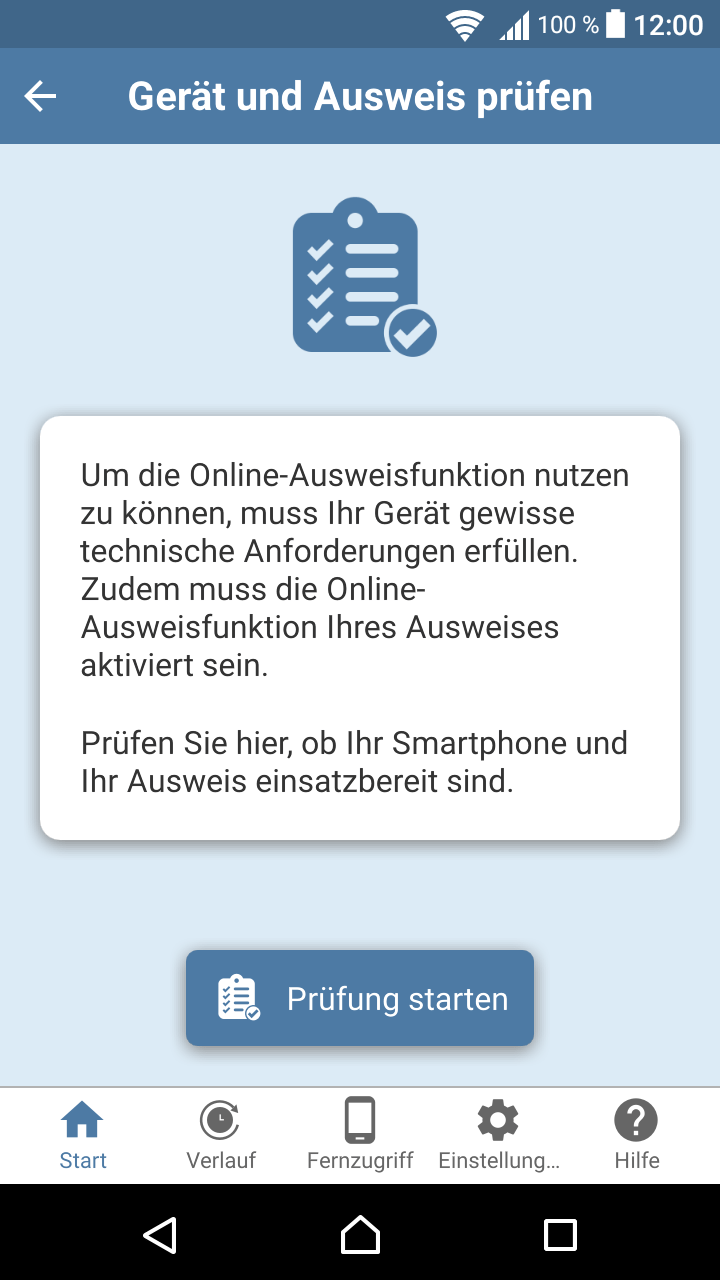 100 % 12:00
Gerät und Ausweis prüfen
Um die Online-Ausweisfunktion nutzen
zu können, muss Ihr Gerät gewisse
technische Anforderungen erfüllen.
Zudem muss die Online-
Ausweisfunktion Ihres Ausweises
aktiviert sein.
Prüfen Sie hier, ob Ihr Smartphone und
Ihr Ausweis einsatzbereit sind.
Prüfung starten
Start Verlauf Fernzugriff Einstellung... Hilfe